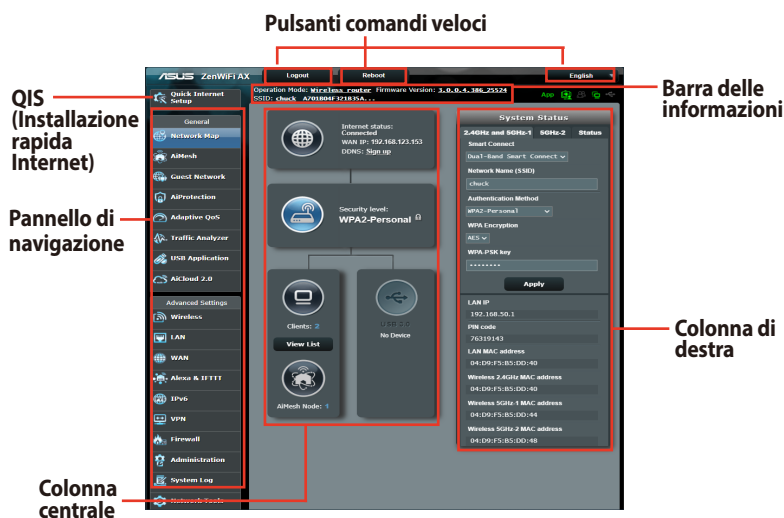 Pulsanti comandi veloci
ASUS ZenWiFi AX
Logout
Reboot
English
QIS
(Installazione
rapida
Internet)
Quick Internet
Setup
Operation Mode: Wireless router Firmware Version: 3.0.0.4.386_25524
SSID: chuck A701B04F321835A...
App
Barra delle
informazioni
General
Network Map
AiMesh
Guest Network
AiProtection
Adaptive QoS
Traffic Analyzer
USB Application
AiCloud 2.0
Pannello di
navigazione
Advanced Settings
Wireless
LAN
WAN
Alexa & IFTTT
IPv6
VPN
Firewall
Administration
System Log
Network Tools
Internet status:
Connected
WAN IP: 192.168.123.153
DDNS: Sign up
Security level:
WPA2-Personal
Clients: 2
View List
AiMesh Node: 1
USB 3.0
No Device
System Status
2.4GHz and 5GHz-1 5GHz-2 Status
Smart Connect
Dual-Band Smart Connect
Network Name (SSID)
chuck
Authentication Method
WPA2-Personal
WPA Encryption
AES
WPA-PSK key
••••••••
Apply
LAN IP
192.168.50.1
PIN code
76319143
LAN MAC address
04:D9:F5:B5:DD:40
Wireless 2.4GHz MAC address
04:D9:F5:B5:DD:40
Wireless 5GHz-1 MAC address
04:D9:F5:B5:DD:44
Wireless 5GHz-2 MAC address
04:D9:F5:B5:DD:48
Colonna di
destra
Colonna
centrale